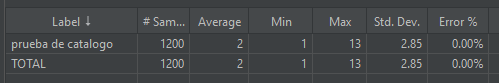 Label ↓ # Sam... Average Min Max Std. Dev. Error %
prueba de catalogo 1200 2 1 13 2.85 0.00%
TOTAL 1200 2 1 13 2.85 0.00%